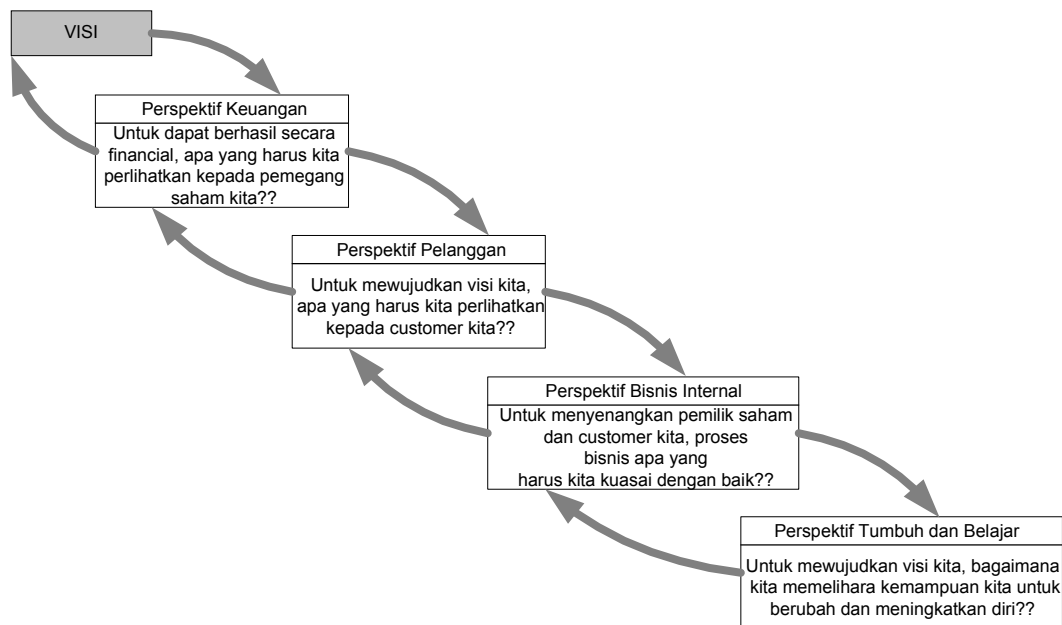 VISI
Perspektif Keuangan
Untuk dapat berhasil secara
financial, apa yang harus kita
perlihatkan kepada pemegang
saham kita??
Perspektif Pelanggan
Untuk mewujudkan visi kita,
apa yang harus kita perlihatkan
kepada customer kita??
Perspektif Bisnis Internal
Untuk menyenangkan pemilik saham
dan customer kita, proses
bisnis apa yang
harus kita kuasai dengan baik??
Perspektif Tumbuh dan Belajar
Untuk mewujudkan visi kita, bagaimana
kita memelihara kemampuan kita untuk
berubah dan meningkatkan diri??